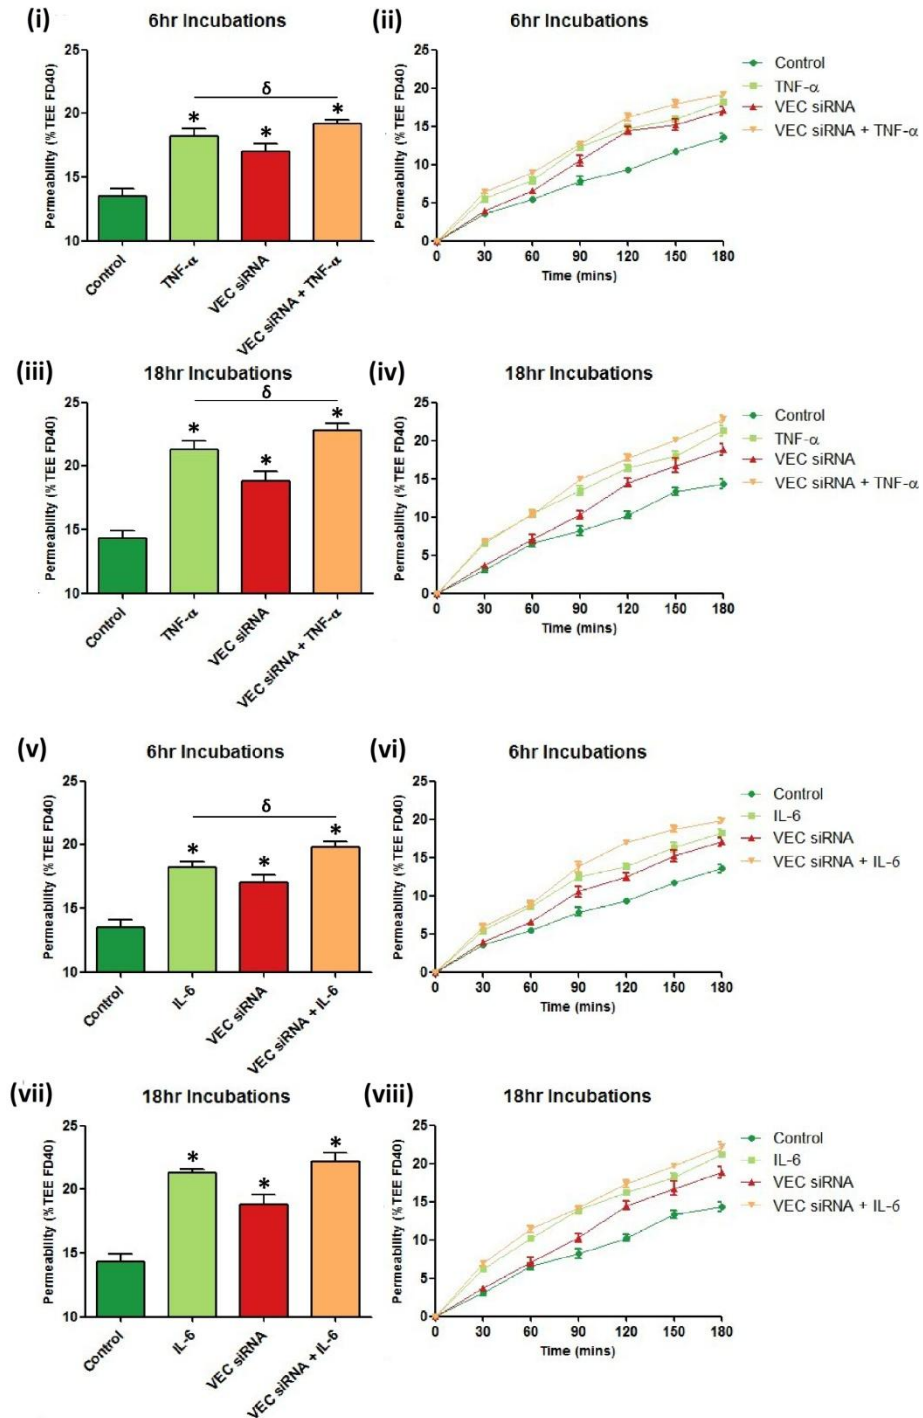 (i)
6hr Incubations
Permeability (%TEE FD40)
25
20
15
10
δ
*
*
*
Control
TNF-α
VEC siRNA
VEC siRNA + TNF-α
(ii)
6hr Incubations
Permeability (%TEE FD40)
25
20
15
10
5
0
0 30 60 90 120 150 180
Time (mins)
Control
TNF-α
VEC siRNA
VEC siRNA + TNF-α
(iii)
18hr Incubations
Permeability (%TEE FD40)
25
20
15
10
δ
*
*
*
Control
TNF-α
VEC siRNA
VEC siRNA + TNF-α
(iv)
18hr Incubations
Permeability (%TEE FD40)
25
20
15
10
5
0
0 30 60 90 120 150 180
Time (mins)
Control
TNF-α
VEC siRNA
VEC siRNA + TNF-α
(v)
6hr Incubations
Permeability (%TEE FD40)
25
20
15
10
δ
*
*
*
Control
IL-6
VEC siRNA
VEC siRNA + IL-6
(vi)
6hr Incubations
Permeability (%TEE FD40)
25
20
15
10
5
0
0 30 60 90 120 150 180
Time (mins)
Control
IL-6
VEC siRNA
VEC siRNA + IL-6
(vii)
18hr Incubations
Permeability (%TEE FD40)
25
20
15
10
*
*
*
Control
IL-6
VEC siRNA
VEC siRNA + IL-6
(viii)
18hr Incubations
Permeability (%TEE FD40)
25
20
15
10
5
0
0 30 60 90 120 150 180
Time (mins)
Control
IL-6
VEC siRNA
VEC siRNA + IL-6